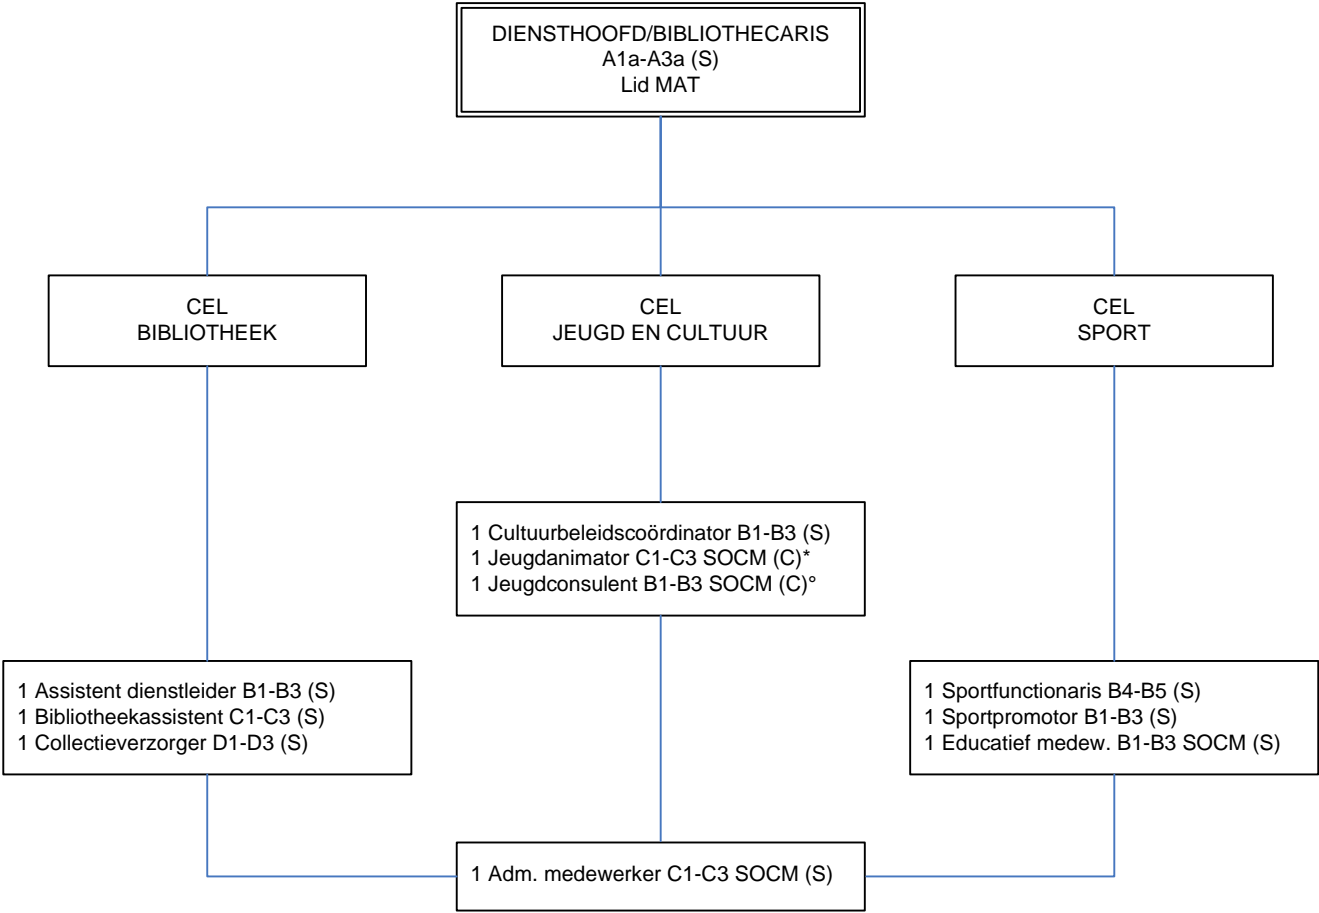 DIENSTHOOFD/BIBLIOTHECARIS
A1a-A3a (S)
Lid MAT
CEL
BIBLIOTHEEK
CEL
JEUGD EN CULTUUR
CEL
SPORT
1 Cultuurbeleidscoördinator B1-B3 (S)
1 Jeugdanimator C1-C3 SOCM (C)*
1 Jeugdconsulent B1-B3 SOCM (C)°
1 Assistent dienstleider B1-B3 (S)
1 Bibliotheekassistent C1-C3 (S)
1 Collectieverzorger D1-D3 (S)
1 Sportfunctionaris B4-B5 (S)
1 Sportpromotor B1-B3 (S)
1 Educatief medew. B1-B3 SOCM (S)
1 Adm. medewerker C1-C3 SOCM (S)